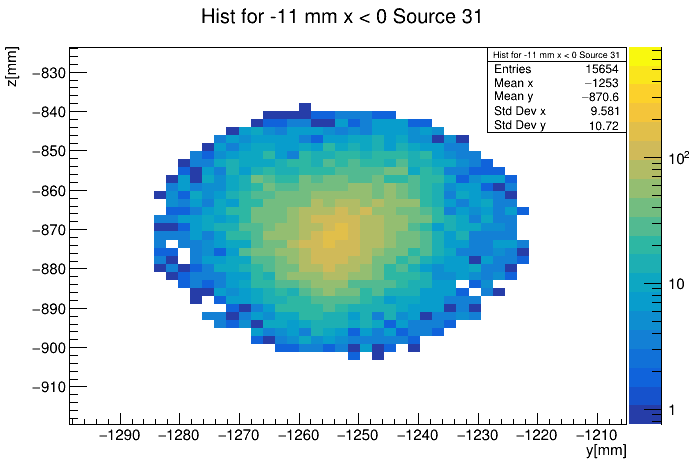 Hist for -11 mm x < 0 Source 31
z[mm]
Hist for -11 mm x < 0 Source 31
Entries 15654
Mean x −1253
Mean y −870.6
Std Dev x 9.581
Std Dev y 10.72
−830
−840
−850
−860
−870
−880
−890
−900
−910
10²
10
1
−1290 −1280 −1270 −1260 −1250 −1240 −1230 −1220 −1210
y[mm]